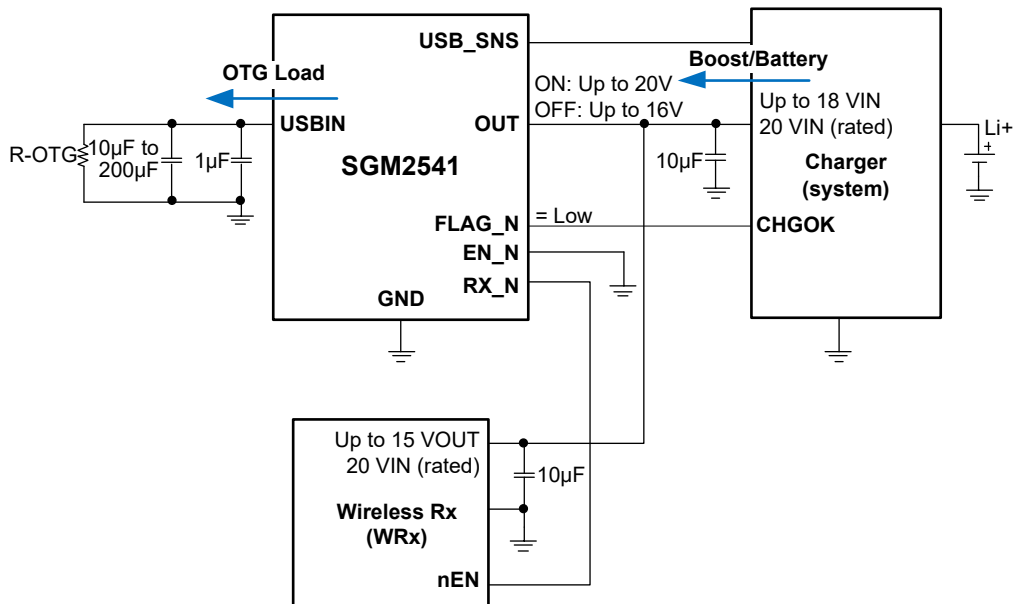 USB_SNS
OTG Load
Boost/Battery
ON: Up to 20V
OFF: Up to 16V
USBIN
OUT
Up to 18 VIN
20 VIN (rated)
Li+
+
R-OTG
10µF to
200µF
1µF
SGM2541
10µF
Charger
(system)
FLAG_N
= Low
CHGOK
EN_N
RX_N
GND
Up to 15 VOUT
20 VIN (rated)
10µF
Wireless Rx
(WRx)
nEN